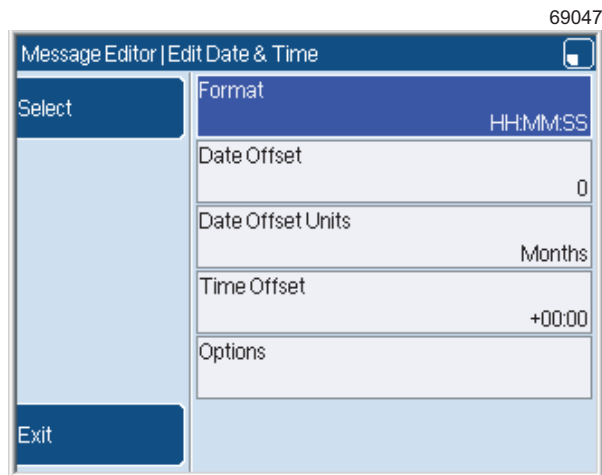 69047
Message Editor | Edit Date & Time
Select
Format
HH:MM:SS
Date Offset
0
Date Offset Units
Months
Time Offset
+00:00
Options
Exit